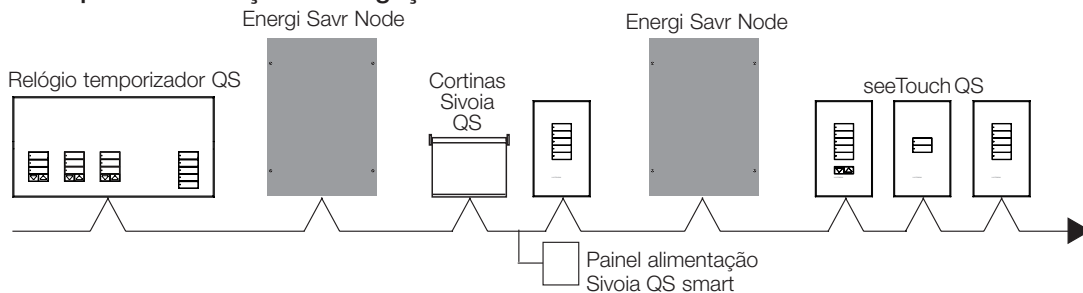 Energi Savr Node
Energi Savr Node
Relógio temporizador QS
Cortinas
Sivoia
QS
seeTouch QS
Painel alimentação
Sivoia QS smart